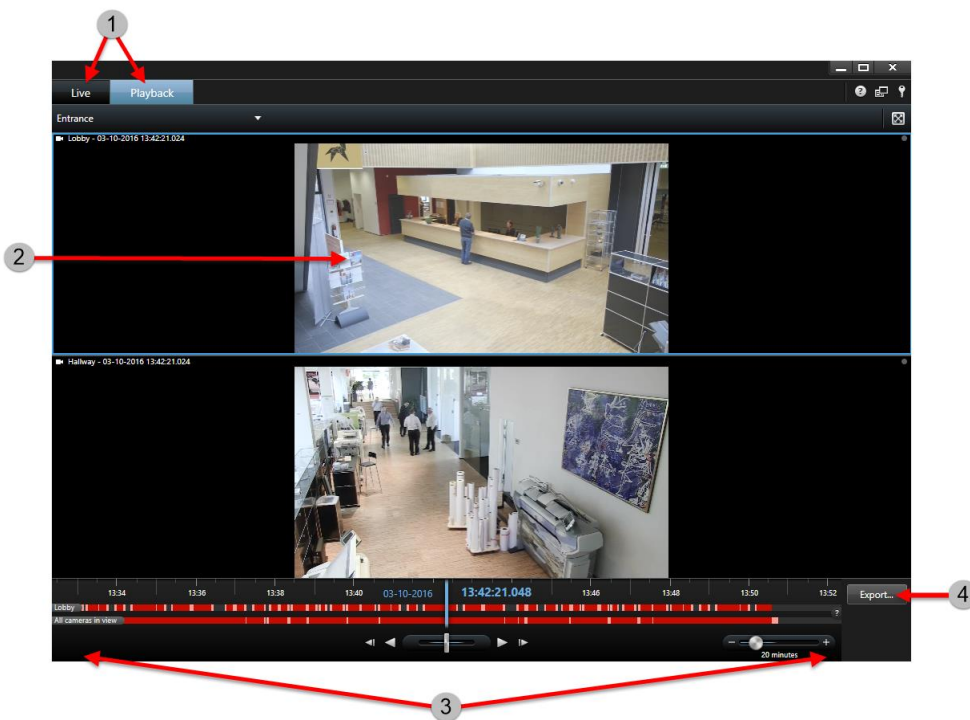 1
Live Playback
Entrance
Lobby - 03-10-2016 13:42:21.024
2
Hallway - 03-10-2016 13:42:21.024
13:34 13:36 13:38 13:40 03-10-2016 13:42:21.048 13:46 13:48 13:50 13:52 Export... 4
Lobby
?
All cameras in view
20 minutes
3